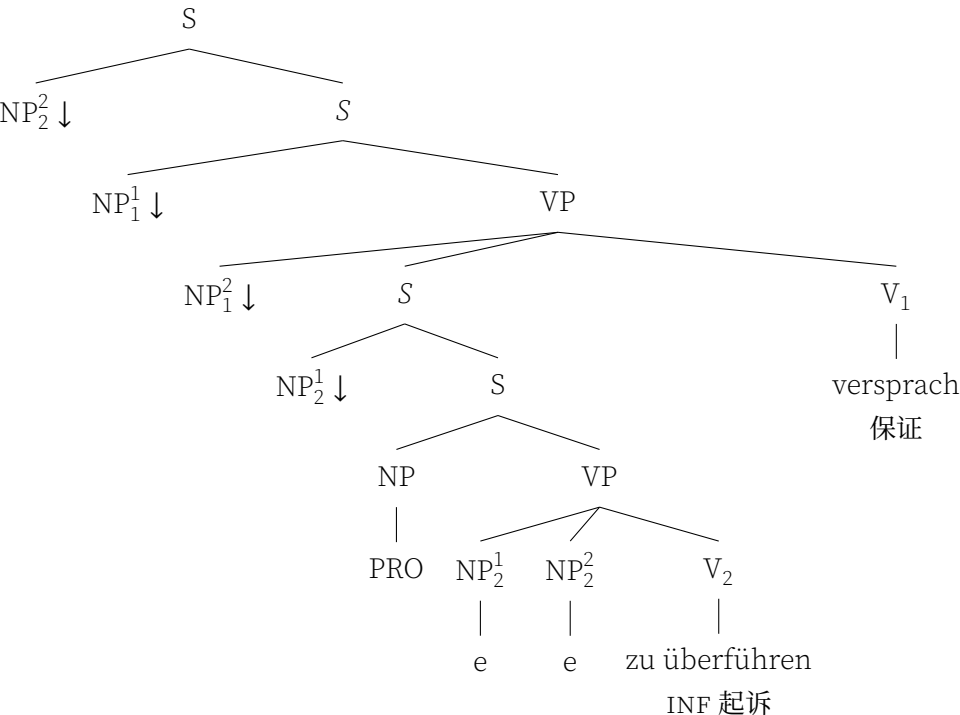 S
NP₂² ↓ S
NP₁¹ ↓ VP
NP₁² ↓ S V₁
NP₂¹ ↓ S versprach
保证
NP VP
PRO NP₂¹ NP₂² V₂
e e zu überführen
INF 起诉